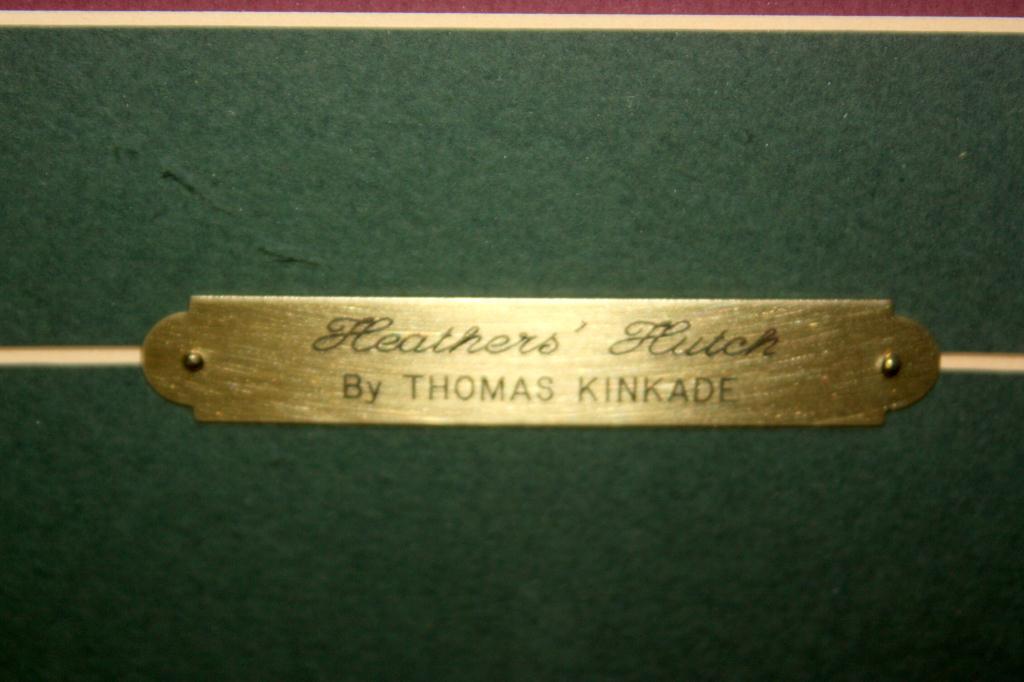 Heathers' Hutch
By THOMAS KINKADE